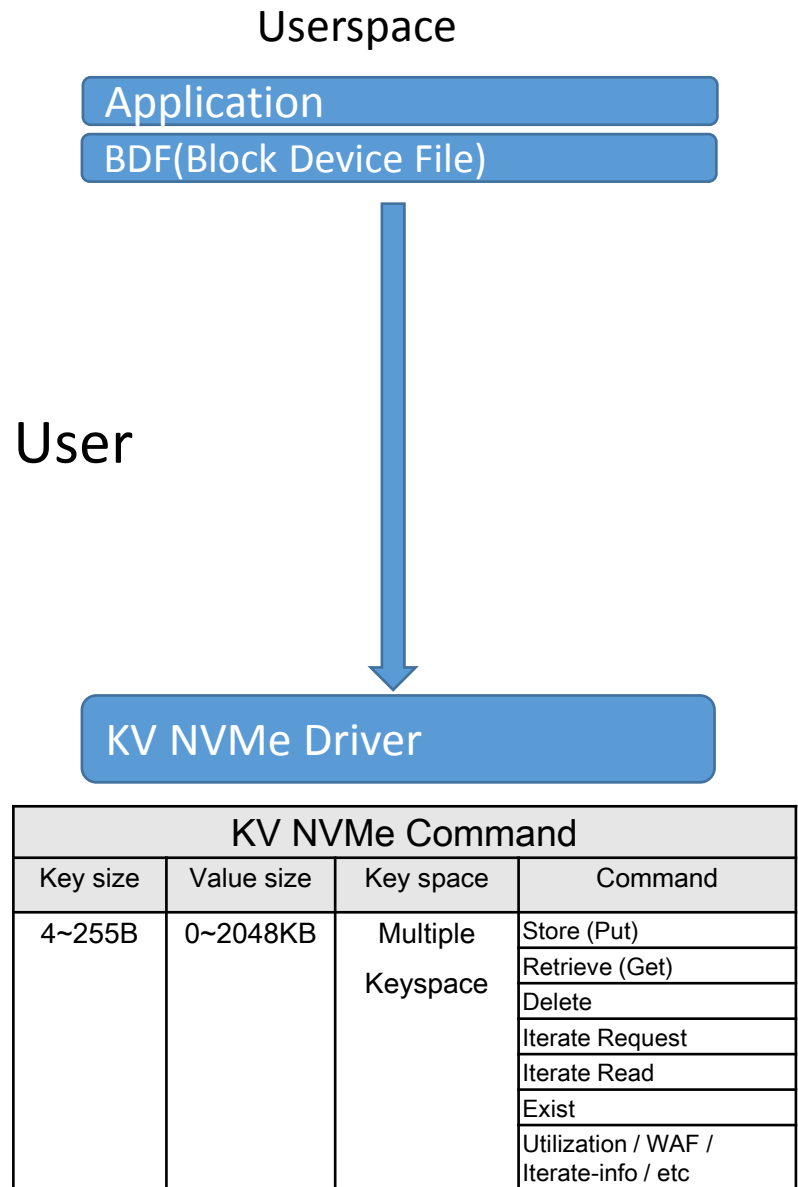 Userspace
Application
BDF(Block Device File)
User
KV NVMe Driver
KV NVMe Command
Key size
Value size
Key space
Command
4~255B
0~2048KB
Multiple
Keyspace
Store (Put)
Retrieve (Get)
Delete
Iterate Request
Iterate Read
Exist
Utilization / WAF /
Iterate-info / etc